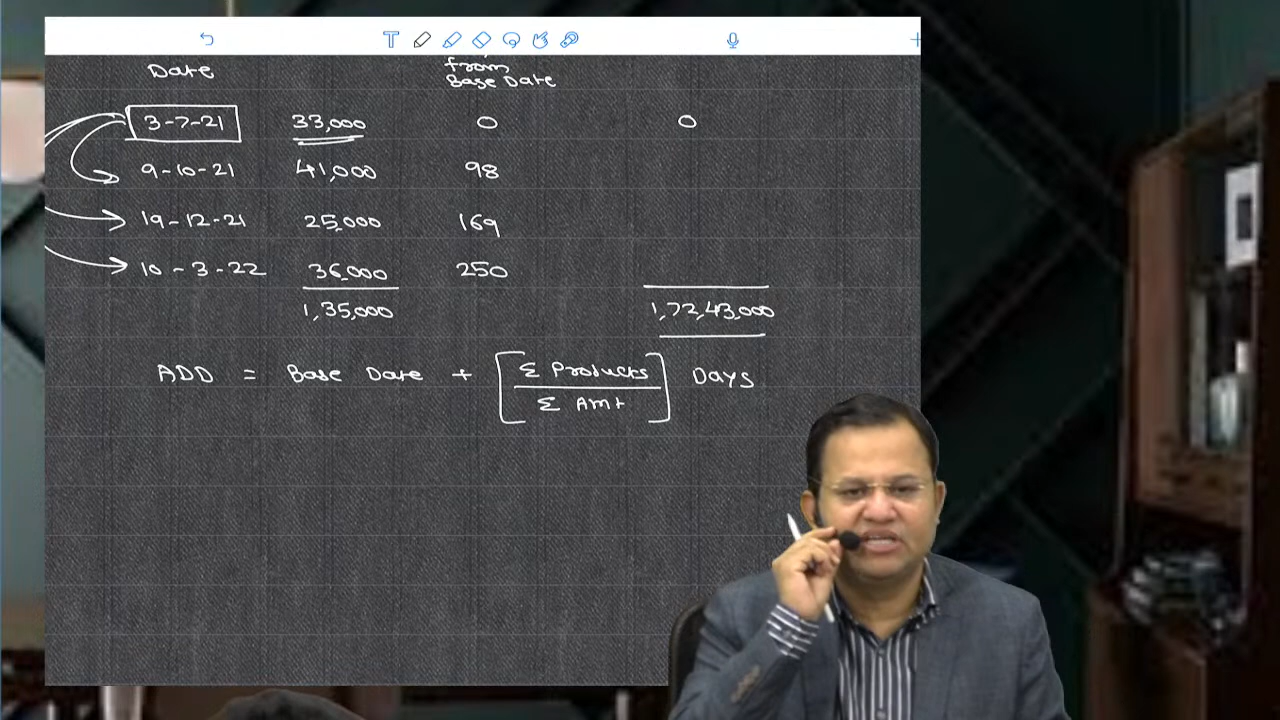 Date
from
Base Date
3-7-21 33,000 0 0
9-10-21 41,000 98
19-12-21 25,000 169
10-3-22 36,000 250
1,35,000 1,72,43,000
ADD = Base Date + [Σ Products / Σ Amt] Days